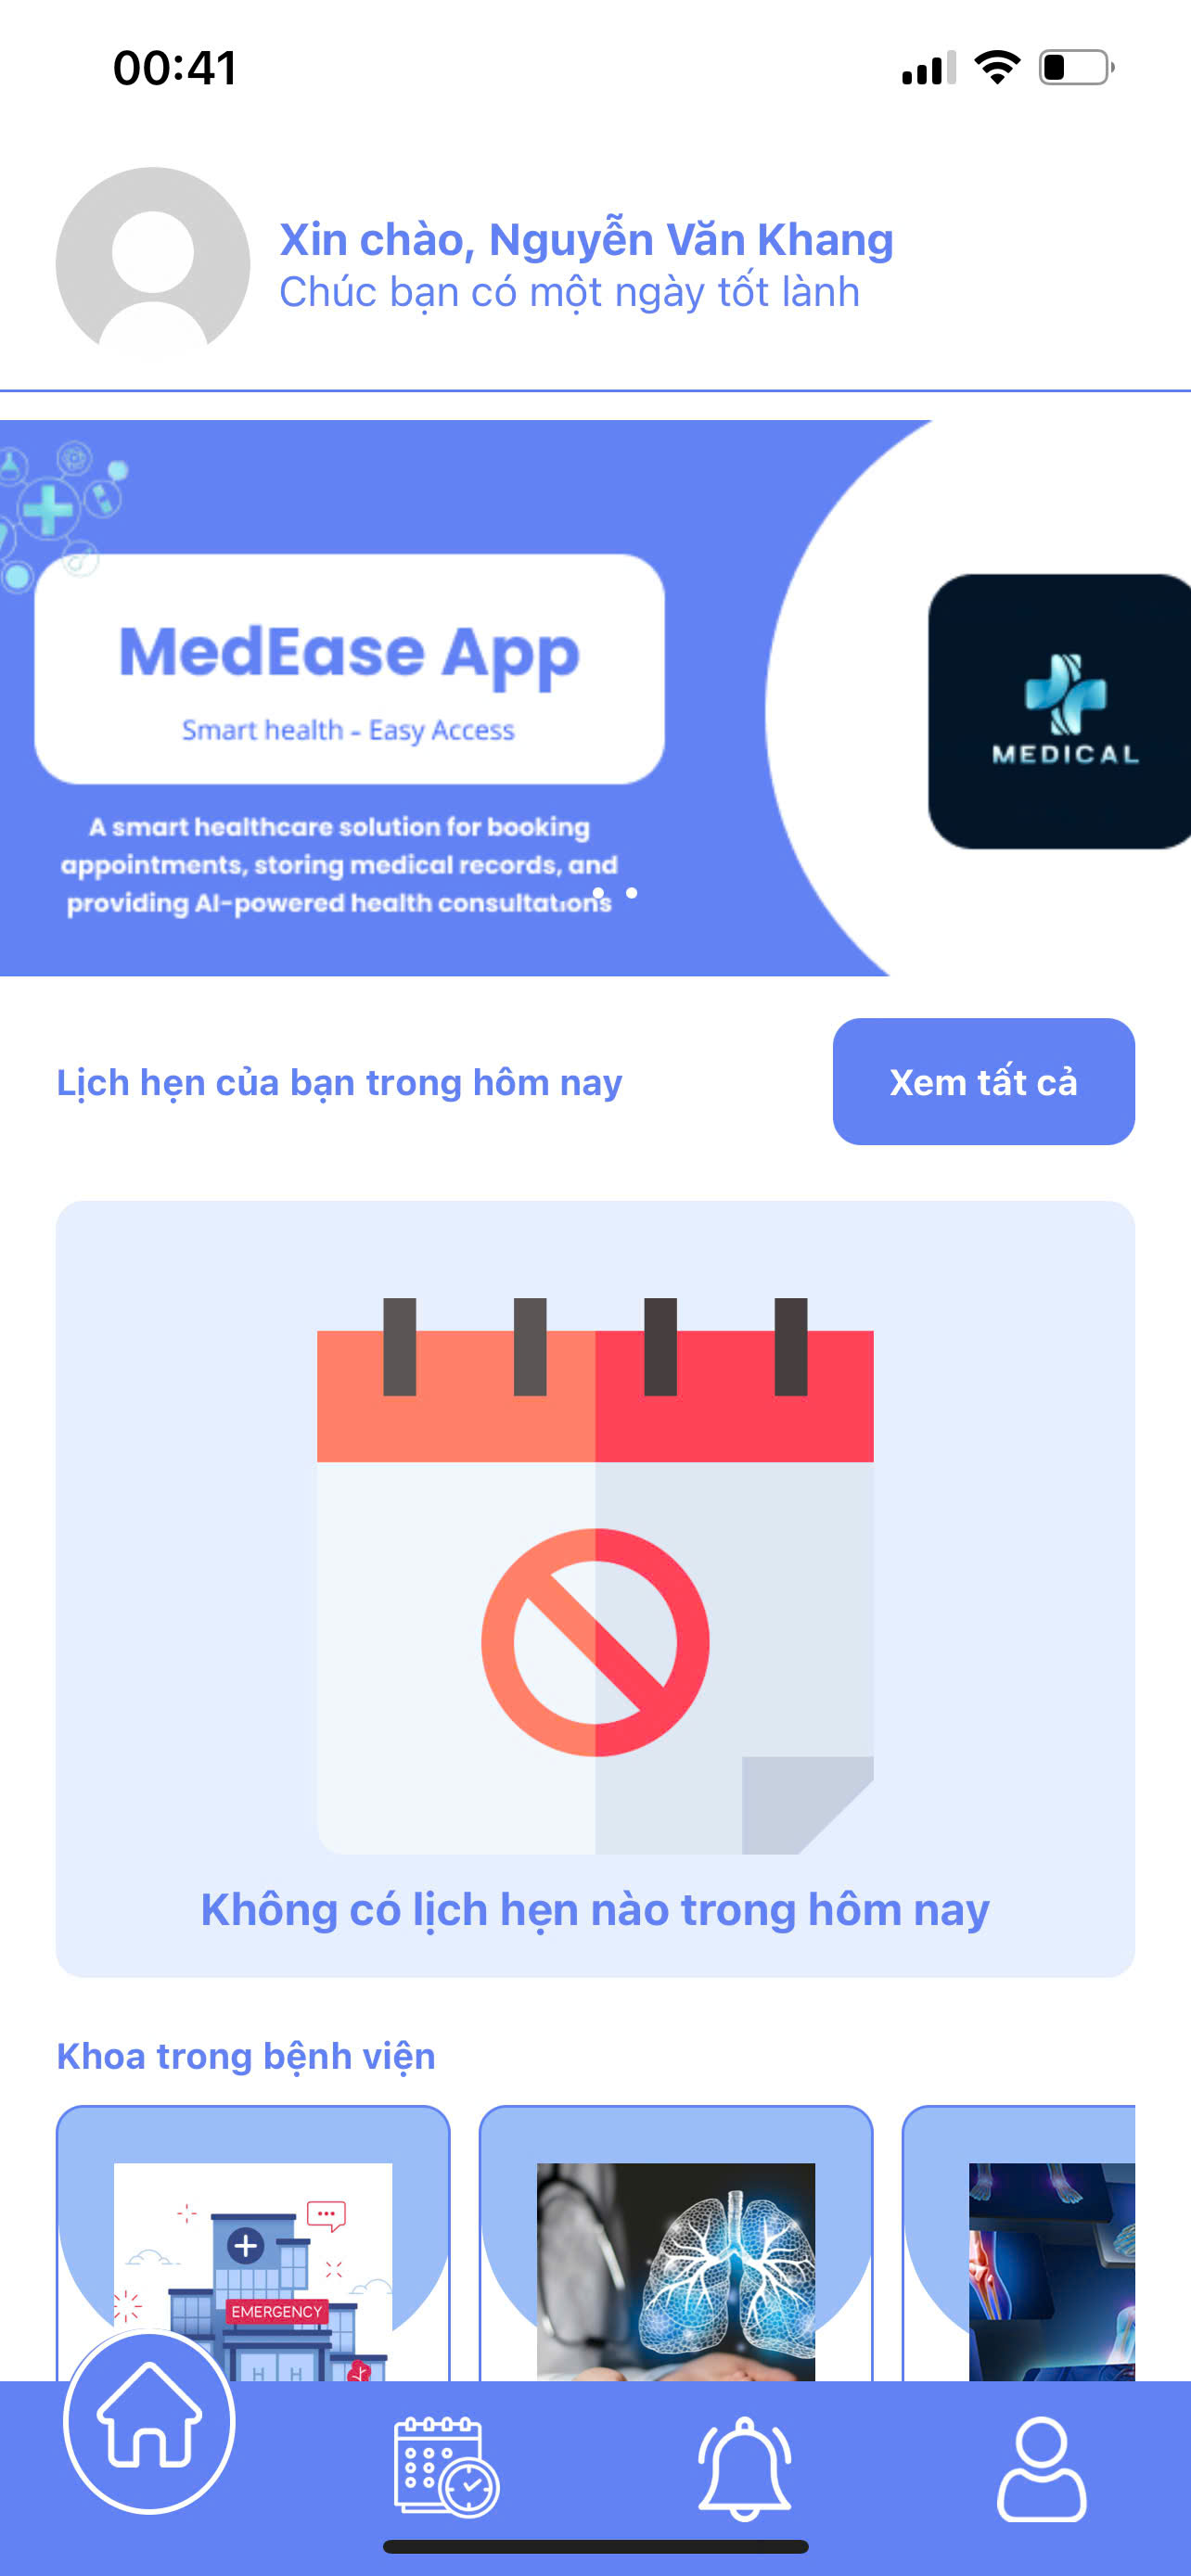 00:41
Xin chào, Nguyễn Văn Khang
Chúc bạn có một ngày tốt lành
MedEase App
Smart health - Easy Access
A smart healthcare solution for booking
appointments, storing medical records, and
providing AI-powered health consultations
MEDICAL
Lịch hẹn của bạn trong hôm nay
Xem tất cả
Không có lịch hẹn nào trong hôm nay
Khoa trong bệnh viện
EMERGENCY
H H